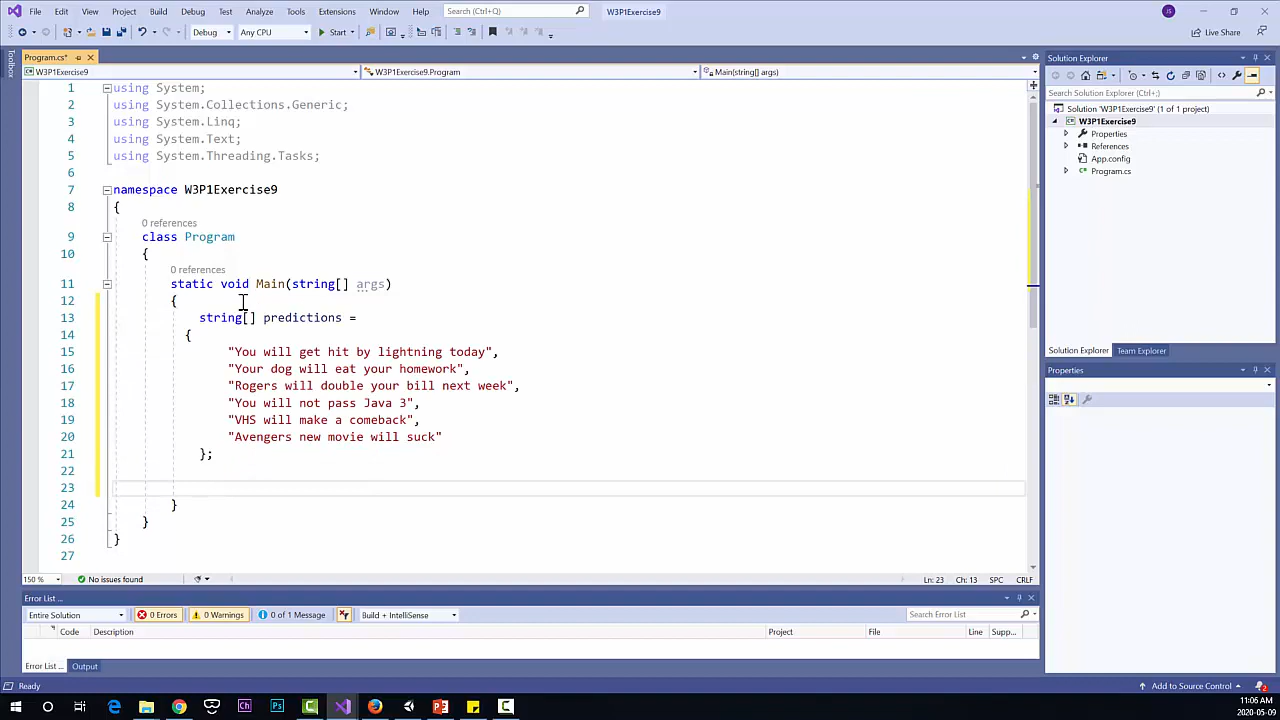 File Edit View Project Build Debug Test Analyze Tools Extensions Window Help Search (Ctrl+Q) W3P1Exercise9 JS
Debug Any CPU Start Live Share
Toolbox
Program.cs*
W3P1Exercise9 W3P1Exercise9.Program Main(string[] args)
1 using System;
2 using System.Collections.Generic;
3 using System.Linq;
4 using System.Text;
5 using System.Threading.Tasks;
6
7 namespace W3P1Exercise9
8 {
0 references
9 class Program
10 {
0 references
11 static void Main(string[] args)
12 {
13 string[] predictions =
14 {
15 "You will get hit by lightning today",
16 "Your dog will eat your homework",
17 "Rogers will double your bill next week",
18 "You will not pass Java 3",
19 "VHS will make a comeback",
20 "Avengers new movie will suck"
21 };
22
23
24 }
25 }
26 }
27
150 % No issues found Ln: 23 Ch: 13 SPC CRLF
Error List ...
Entire Solution 0 Errors 0 Warnings 0 of 1 Message Build + IntelliSense Search Error List
Code Description Project File Line Supp...
Error List ... Output
Solution Explorer
Search Solution Explorer (Ctrl+;)
Solution 'W3P1Exercise9' (1 of 1 project)
W3P1Exercise9
Properties
References
App.config
Program.cs
Solution Explorer Team Explorer
Properties
Ready Add to Source Control 2
11:06 AM
2020-05-09